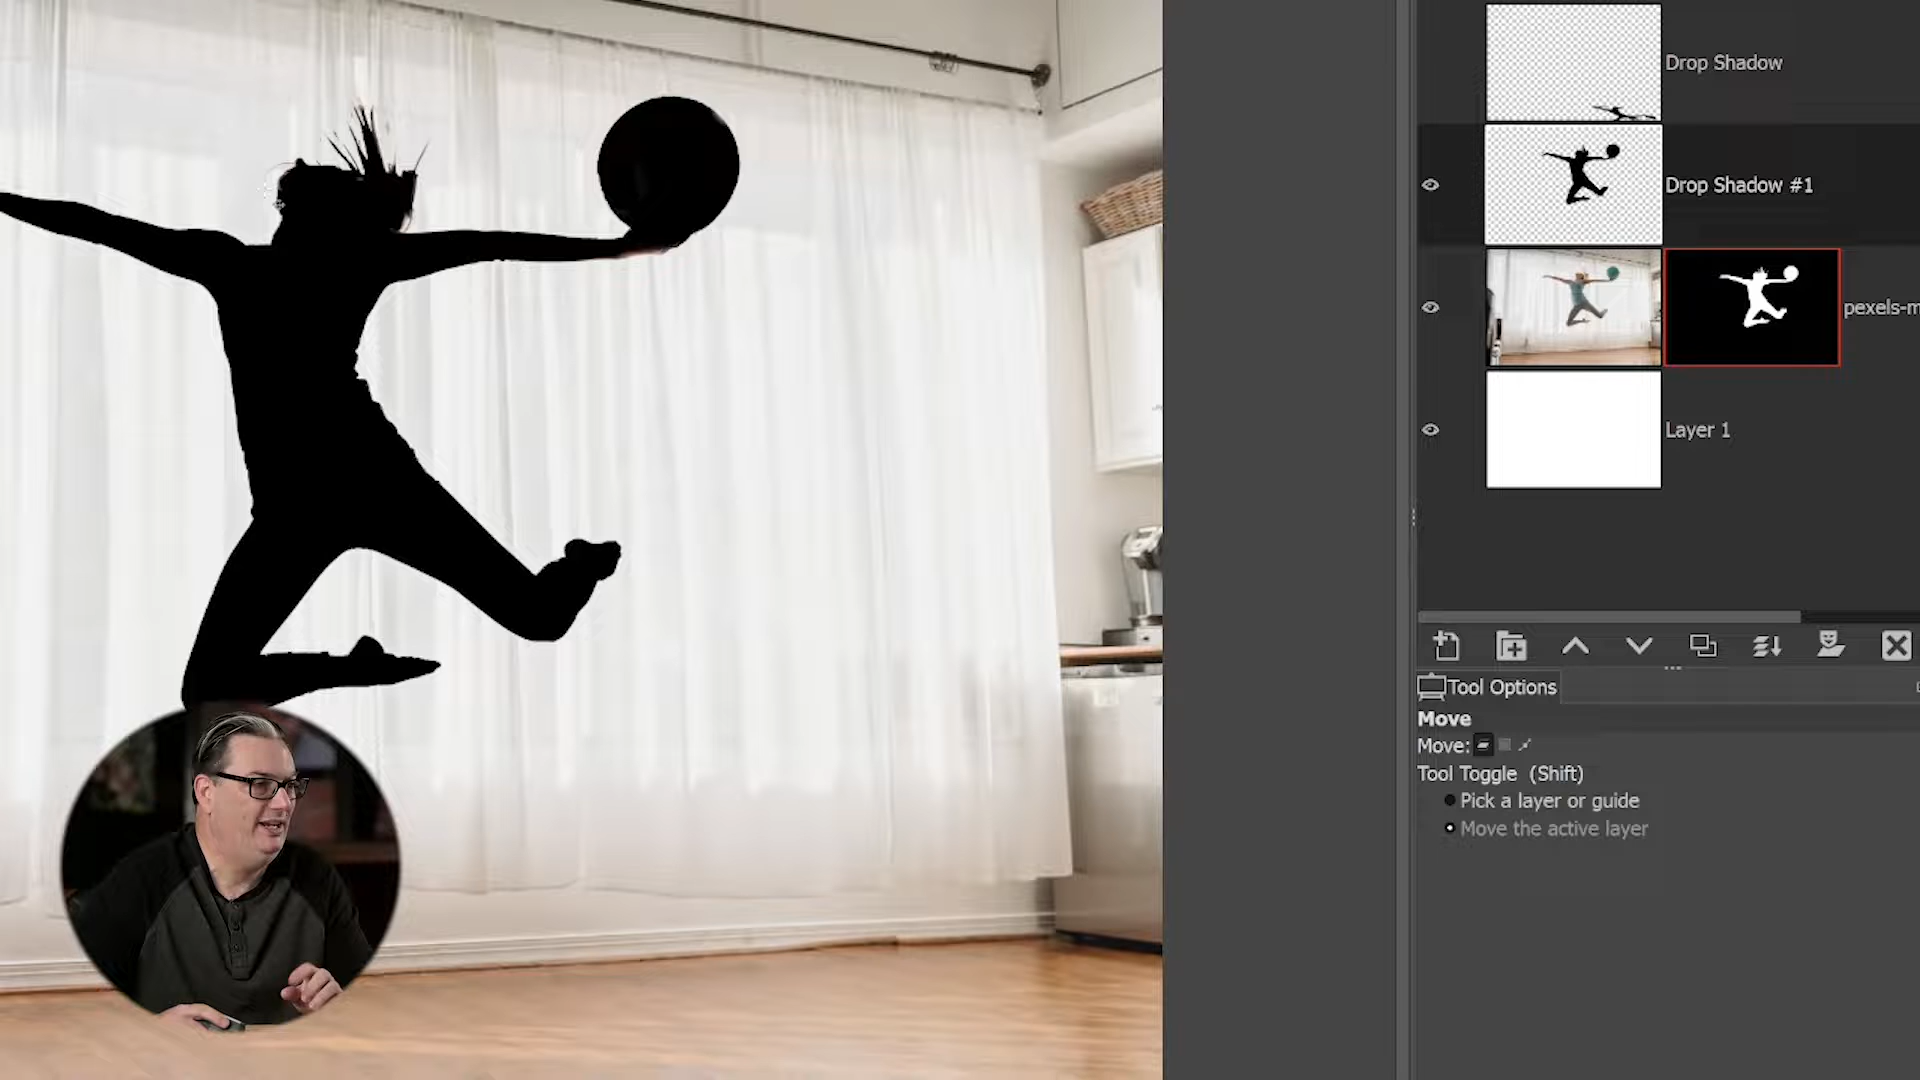 Drop Shadow
Drop Shadow #1
pexels-m
Layer 1
Tool Options
Move
Move:
Tool Toggle (Shift)
Pick a layer or guide
Move the active layer